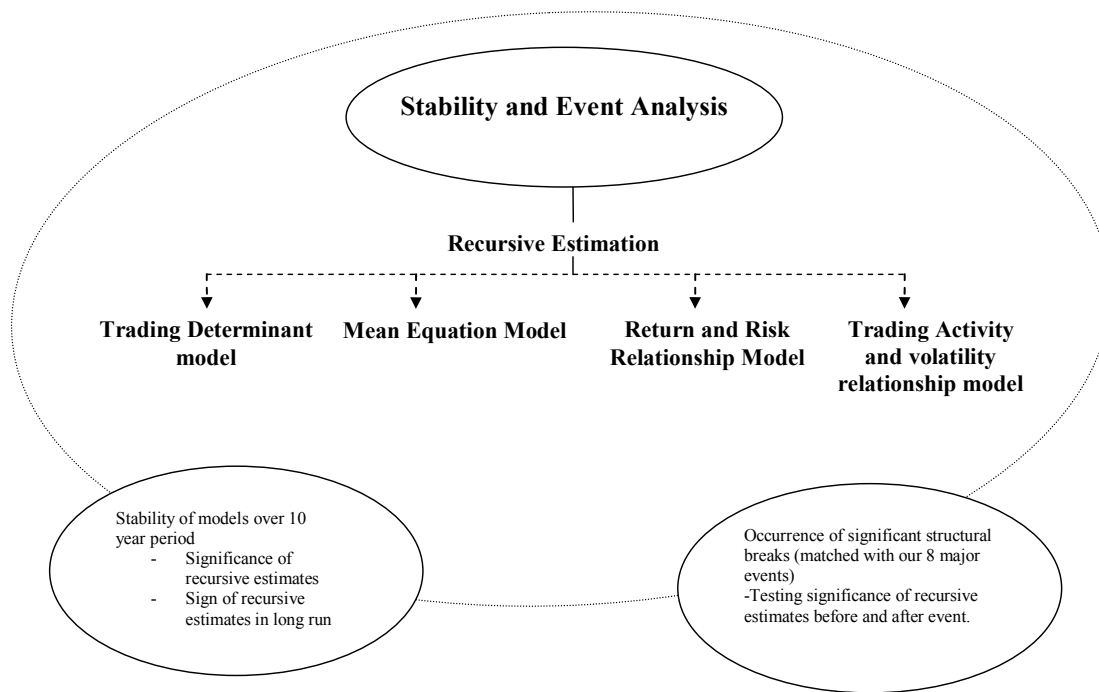 Stability and Event Analysis
Recursive Estimation
Trading Determinant
model
Mean Equation Model
Return and Risk
Relationship Model
Trading Activity
and volatility
relationship model
Stability of models over 10
year period
- Significance of
recursive estimates
- Sign of recursive
estimates in long run
Occurrence of significant structural
breaks (matched with our 8 major
events)
-Testing significance of recursive
estimates before and after event.